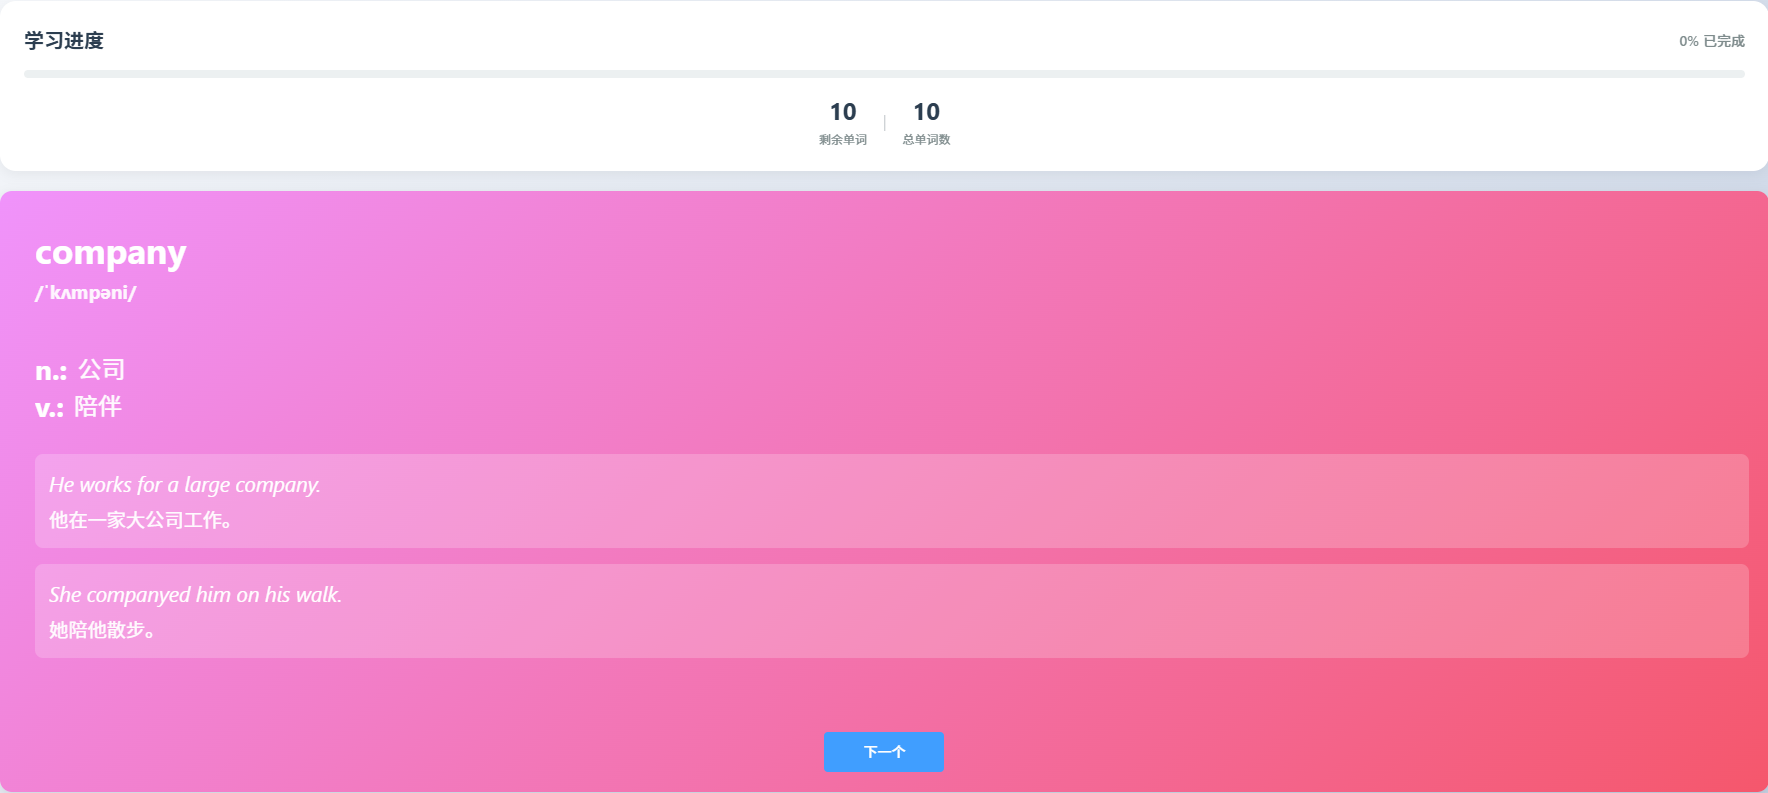 学习进度
0% 已完成
10
剩余单词
10
总单词数
company
/ˈkʌmpəni/
n.: 公司
v.: 陪伴
He works for a large company.
他在一家大公司工作。
She companyed him on his walk.
她陪他散步。
下一个